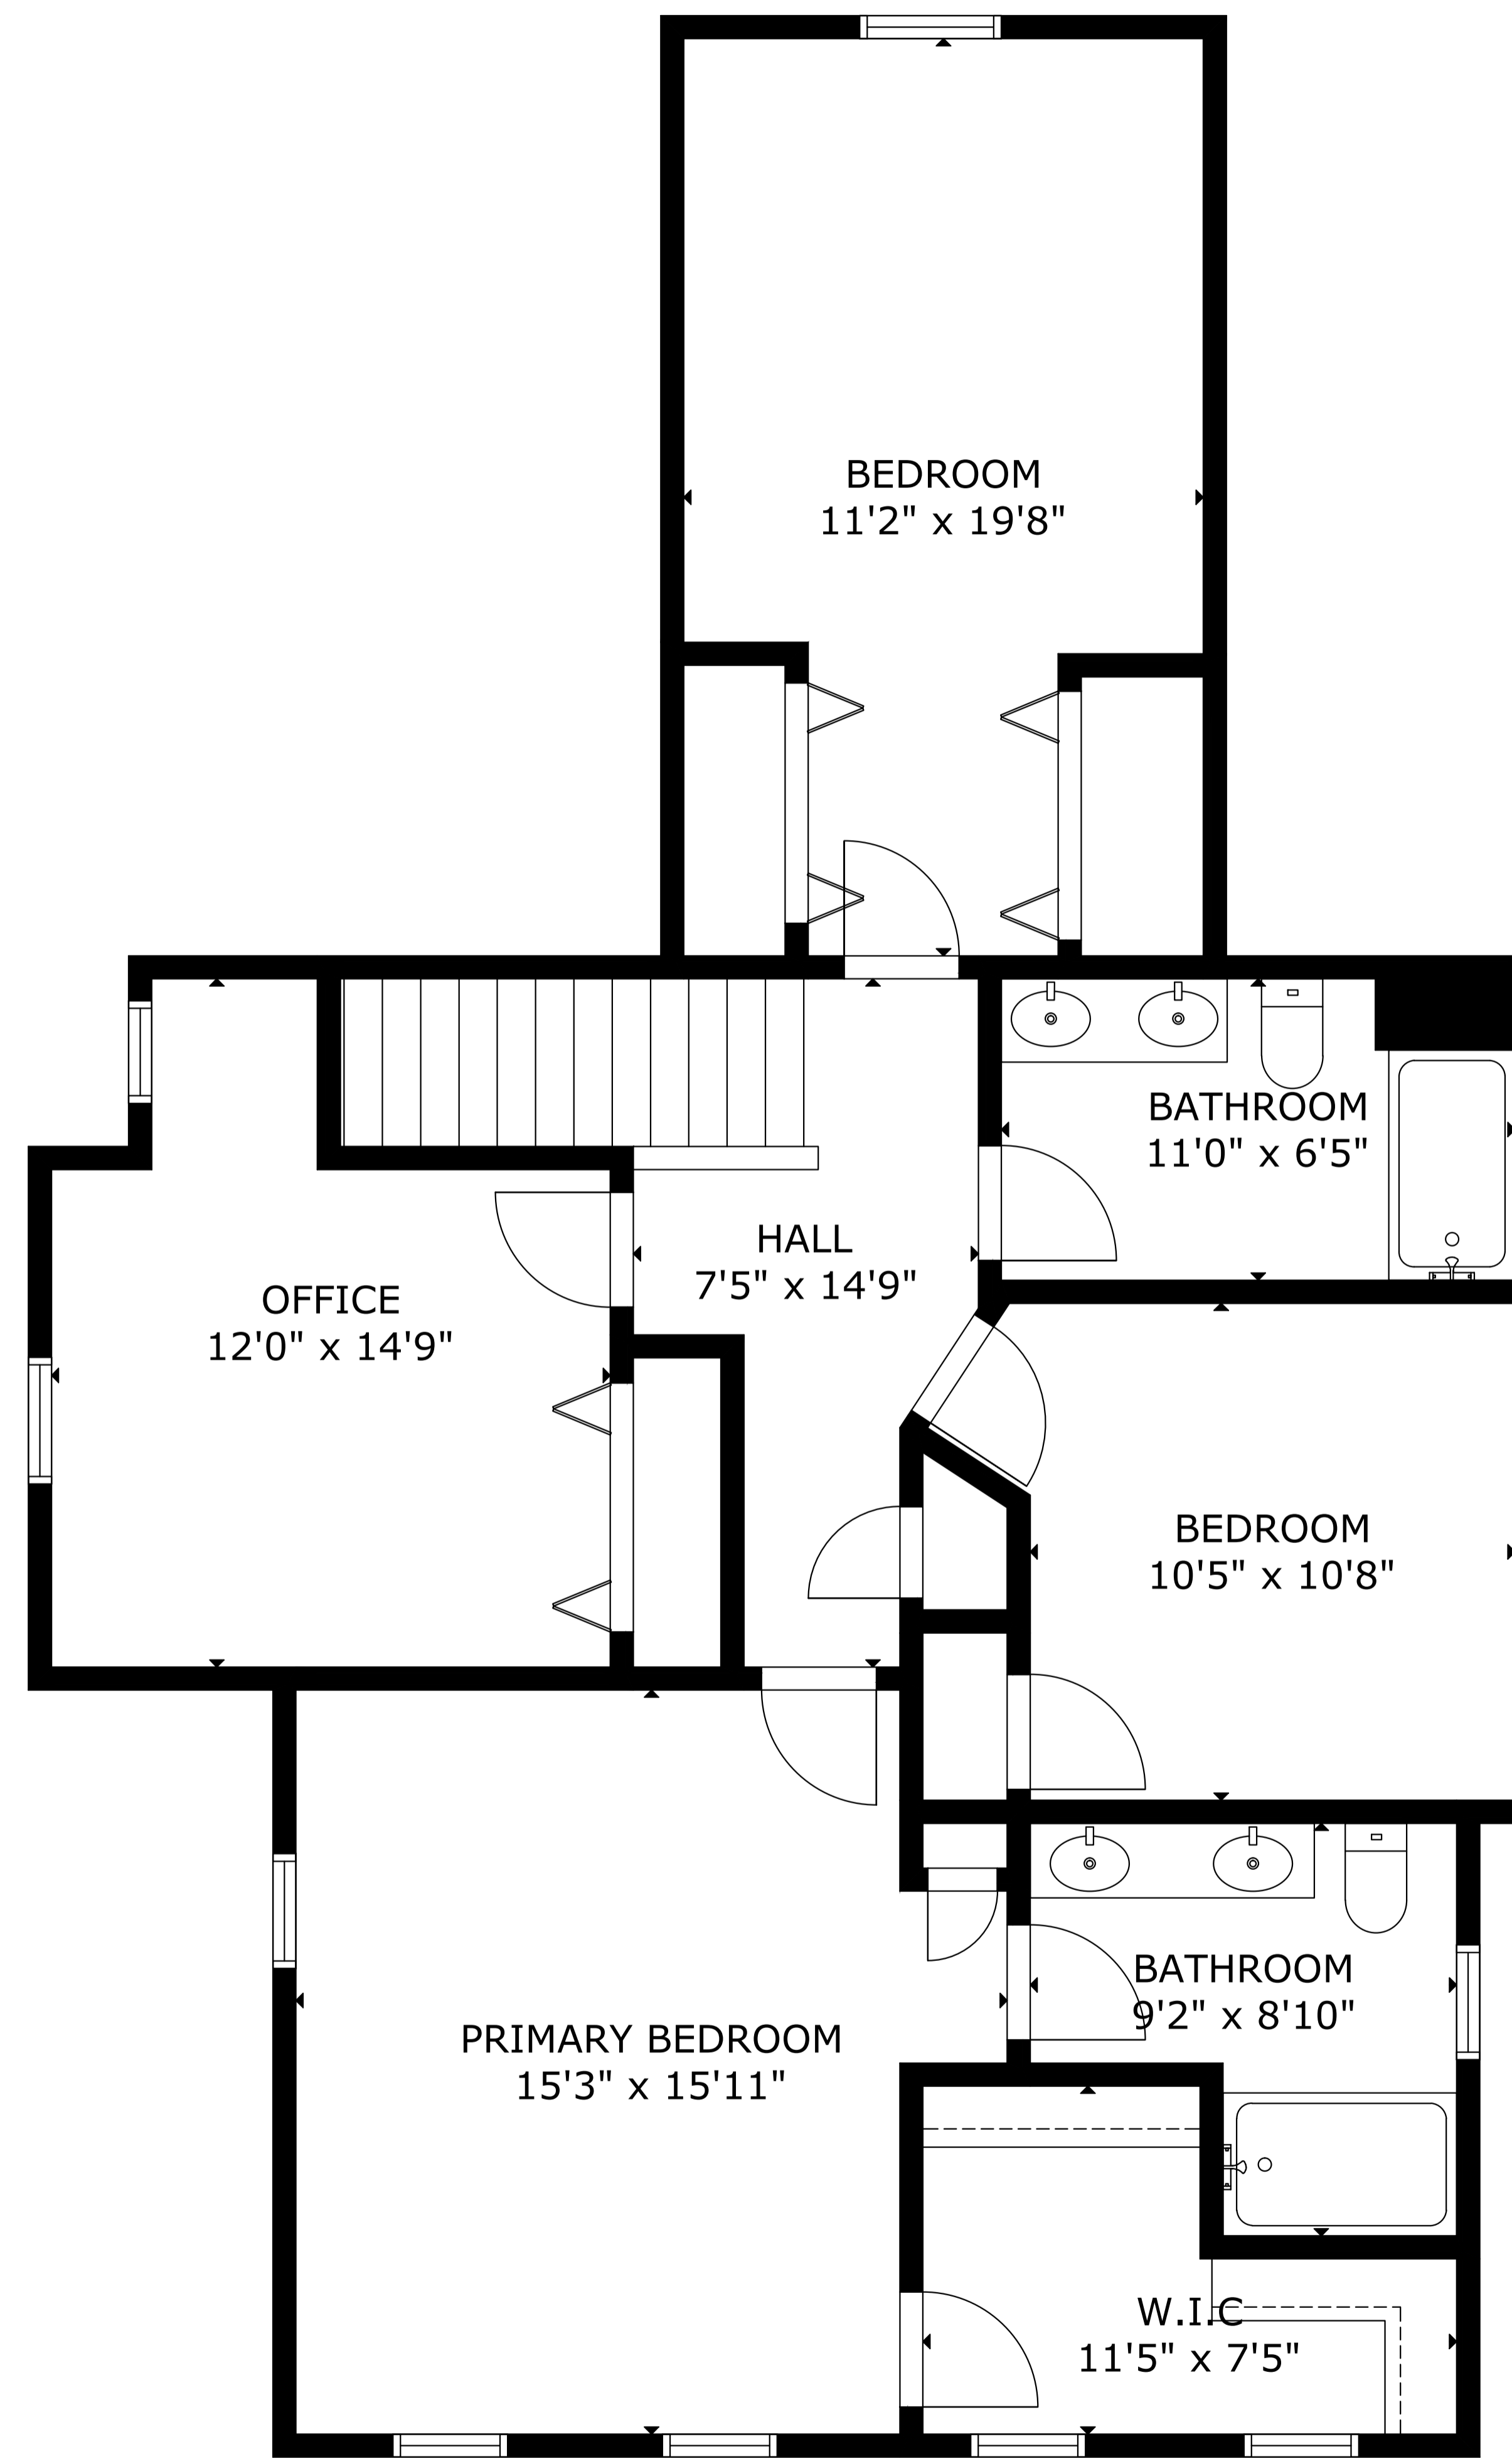 BEDROOM
11'2" x 19'8"
BATHROOM
11'0" x 6'5"
HALL
7'5" x 14'9"
OFFICE
12'0" x 14'9"
BEDROOM
10'5" x 10'8"
BATHROOM
9'2" x 8'10"
PRIMARY BEDROOM
15'3" x 15'11"
W.I.C
11'5" x 7'5"